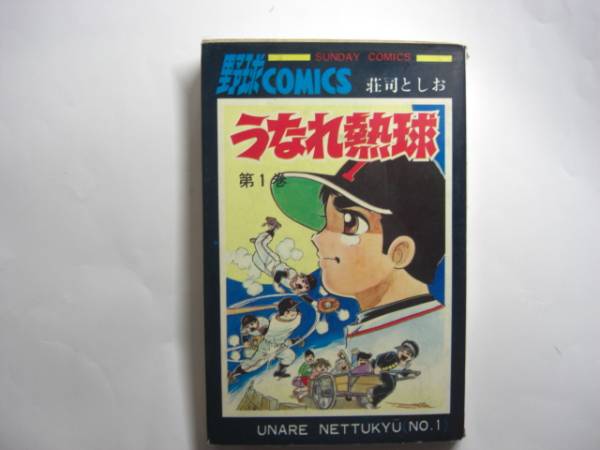 SUNDAY COMICS
野球COMICS 荘司としお
うなれ熱球
第1巻
UNARE NETTUKYŪ(NO.1)